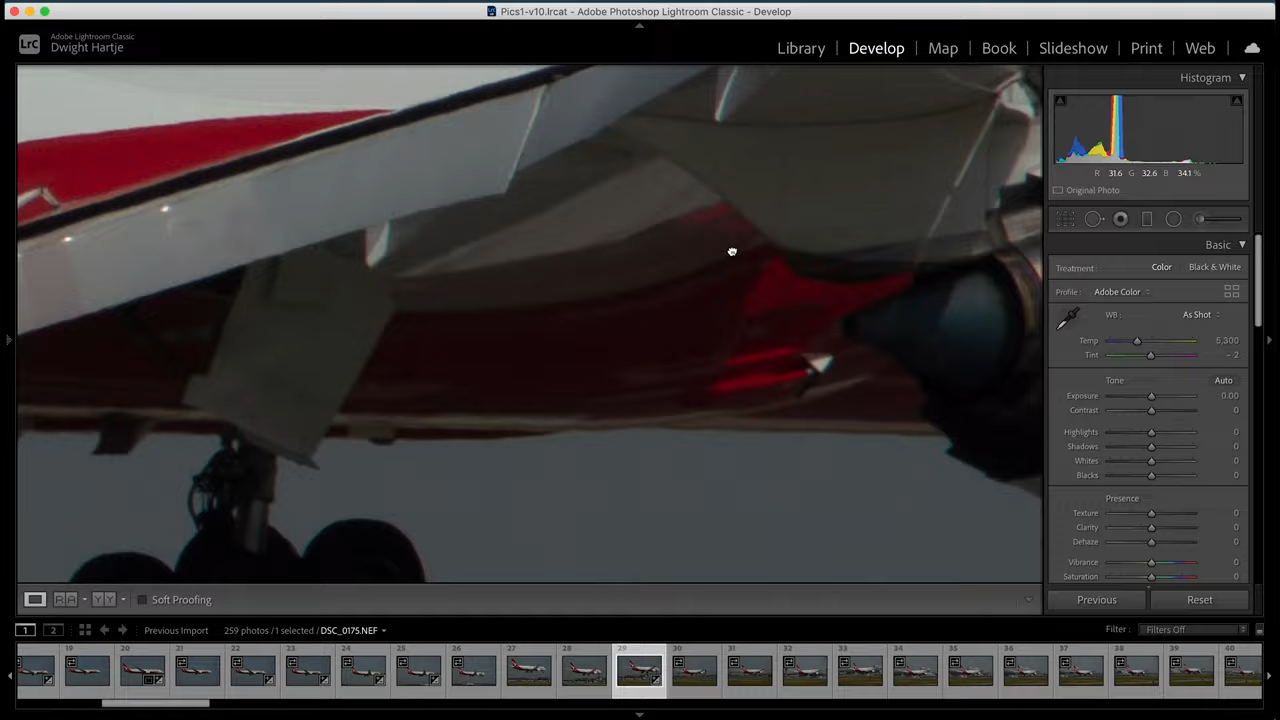 Pics1-v10.lrcat - Adobe Photoshop Lightroom Classic - Develop
LrC
Adobe Lightroom Classic
Dwight Hartje
Library | Develop | Map | Book | Slideshow | Print | Web |
Histogram
R 31.6 G 32.6 B 34.1 %
Original Photo
Basic
Treatment: Color Black & White
Profile: Adobe Color
WB: As Shot
Temp 5,300
Tint - 2
Tone Auto
Exposure 0.00
Contrast 0
Highlights 0
Shadows 0
Whites 0
Blacks 0
Presence
Texture 0
Clarity 0
Dehaze 0
Vibrance 0
Saturation 0
Soft Proofing
Previous Reset
1 2 Previous Import 259 photos / 1 selected / DSC_0175.NEF Filter: Filters Off
19 20 21 22 23 24 25 26 27 28 29 30 31 32 33 34 35 36 37 38 39 40